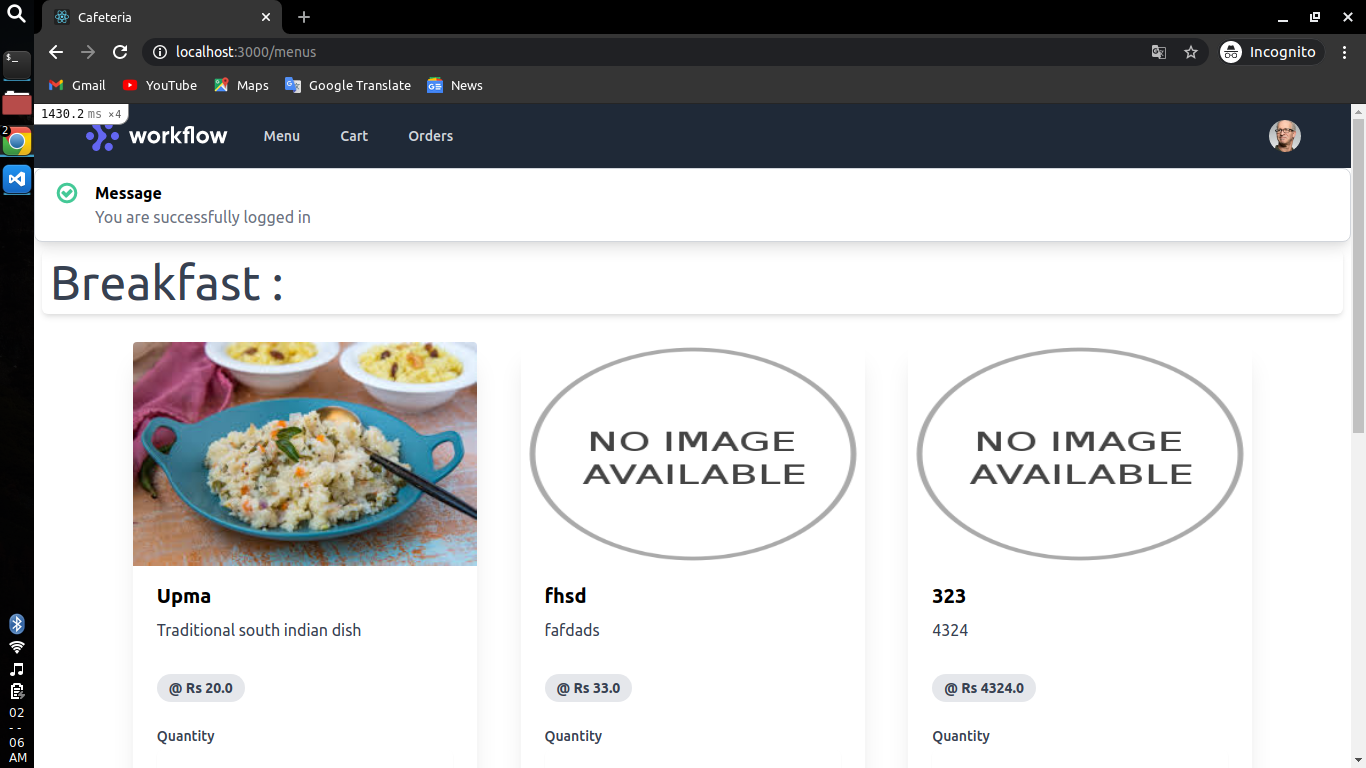 Cafeteria
localhost:3000/menus
Incognito
Gmail YouTube Maps Google Translate News
1430.2 ms ×4
workflow Menu Cart Orders
Message
You are successfully logged in
Breakfast :
NO IMAGE
AVAILABLE
NO IMAGE
AVAILABLE
Upma
Traditional south indian dish
@ Rs 20.0
Quantity
fhsd
fafdads
@ Rs 33.0
Quantity
323
4324
@ Rs 4324.0
Quantity
$_
2
02
--
06
AM